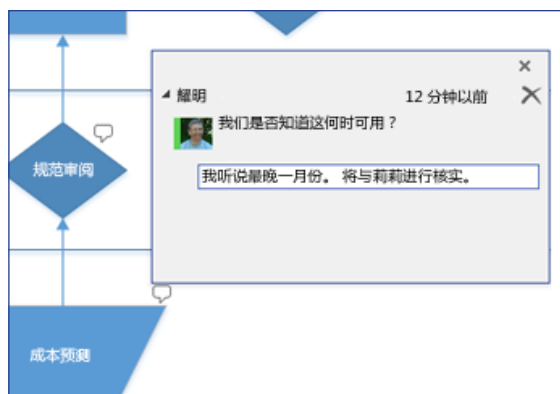 耀明
12 分钟以前
我们是否知道这何时可用？
我听说最晚一月份。 将与莉莉进行核实。
规范审阅
成本预测